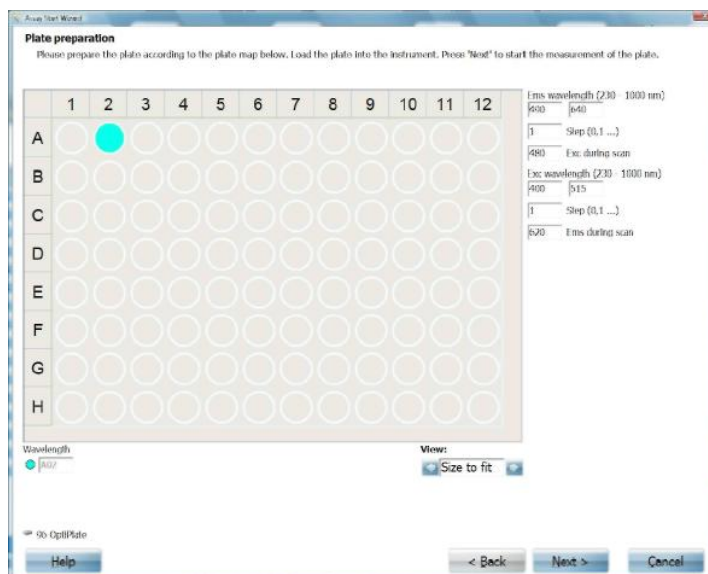 Assay Start Wizard
Plate preparation
Please prepare the plate according to the plate map below. Load the plate into the instrument. Press 'Next' to start the measurement of the plate.
1 2 3 4 5 6 7 8 9 10 11 12
A
B
C
D
E
F
G
H
Ems wavelength (230 - 1000 nm)
640
1 Step (0,1 ...)
480 Exc during scan
Exc wavelength (230 - 1000 nm)
400 515
1 Step (0,1 ...)
620 Ems during scan
Wavelength
A02
View:
Size to fit
96 OptiPlate
Help
< Back
Next >
Cancel